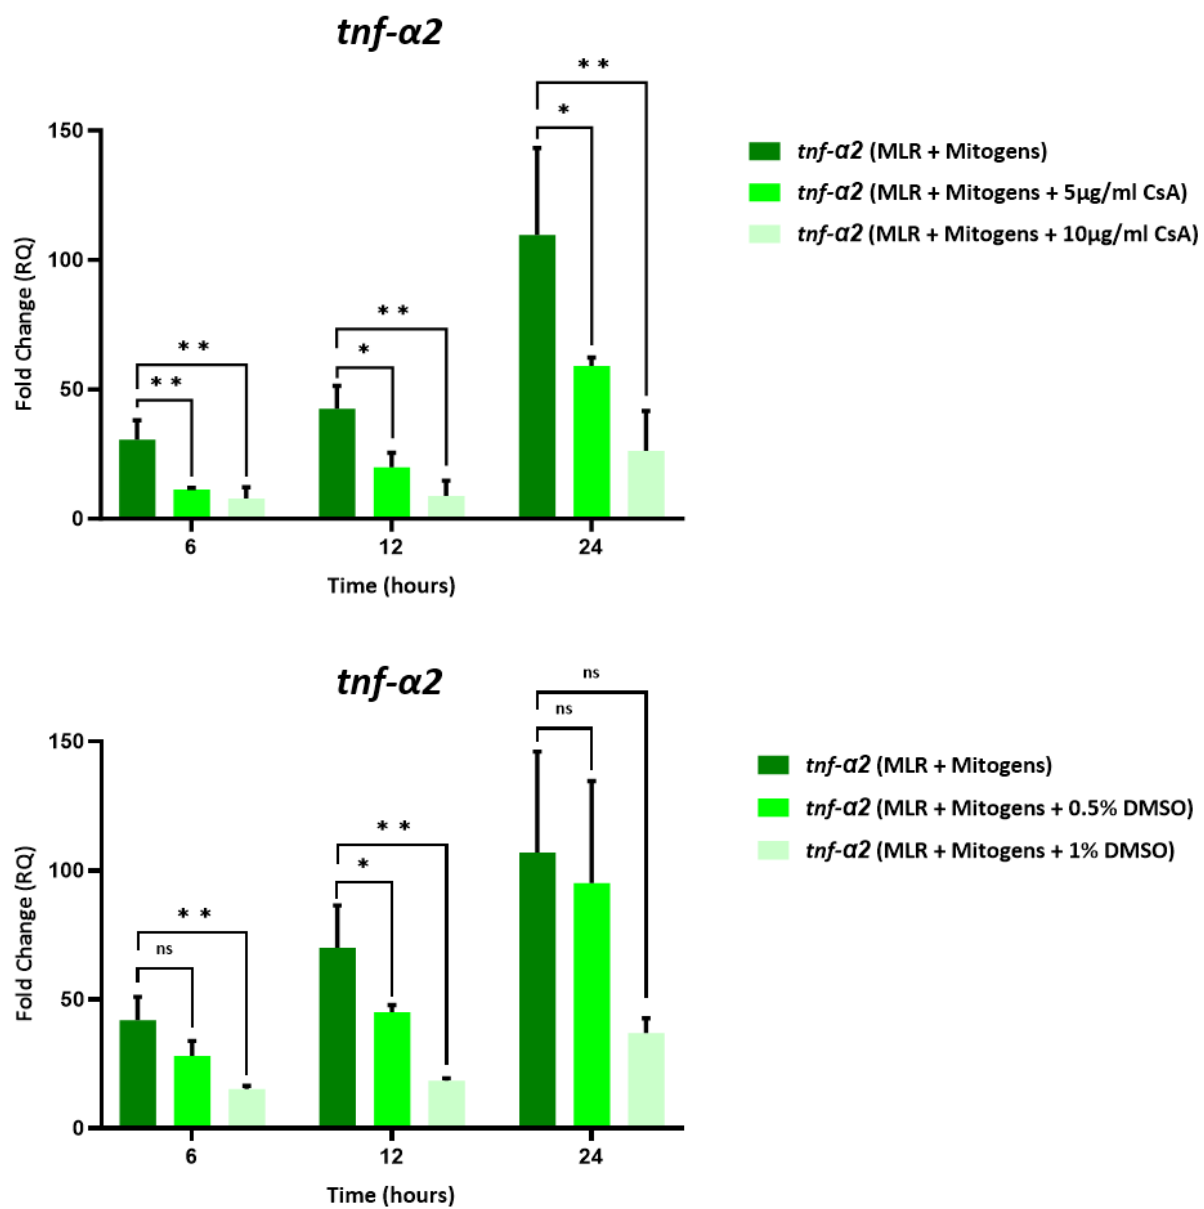 tnf-α2
* *
*
150
tnf-α2 (MLR + Mitogens)
tnf-α2 (MLR + Mitogens + 5µg/ml CsA)
tnf-α2 (MLR + Mitogens + 10µg/ml CsA)
100
Fold Change (RQ)
* *
*
* *
* *
50
0
6 12 24
Time (hours)
tnf-α2
ns
ns
150
tnf-α2 (MLR + Mitogens)
tnf-α2 (MLR + Mitogens + 0.5% DMSO)
tnf-α2 (MLR + Mitogens + 1% DMSO)
100
Fold Change (RQ)
* *
*
* *
ns
50
0
6 12 24
Time (hours)